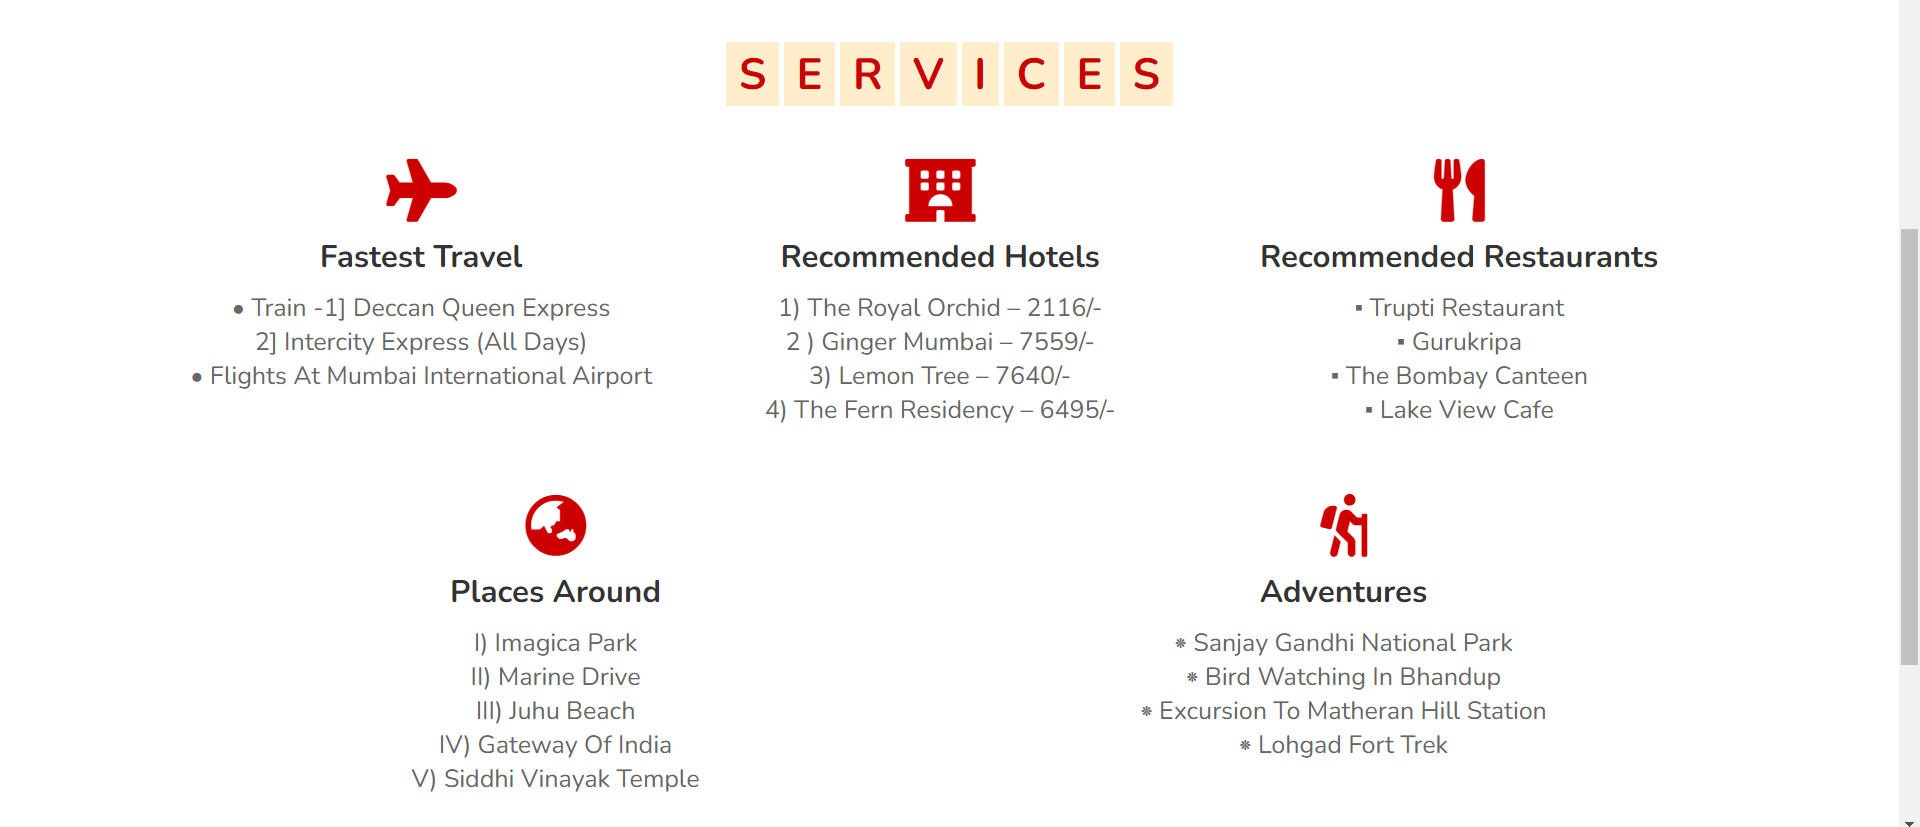 SERVICES
Fastest Travel
● Train -1] Deccan Queen Express
2] Intercity Express (All Days)
● Flights At Mumbai International Airport
Recommended Hotels
1) The Royal Orchid – 2116/-
2 ) Ginger Mumbai – 7559/-
3) Lemon Tree – 7640/-
4) The Fern Residency – 6495/-
Recommended Restaurants
▪ Trupti Restaurant
▪ Gurukripa
▪ The Bombay Canteen
▪ Lake View Cafe
Places Around
I) Imagica Park
II) Marine Drive
III) Juhu Beach
IV) Gateway Of India
V) Siddhi Vinayak Temple
Adventures
⁕ Sanjay Gandhi National Park
⁕ Bird Watching In Bhandup
⁕ Excursion To Matheran Hill Station
⁕ Lohgad Fort Trek